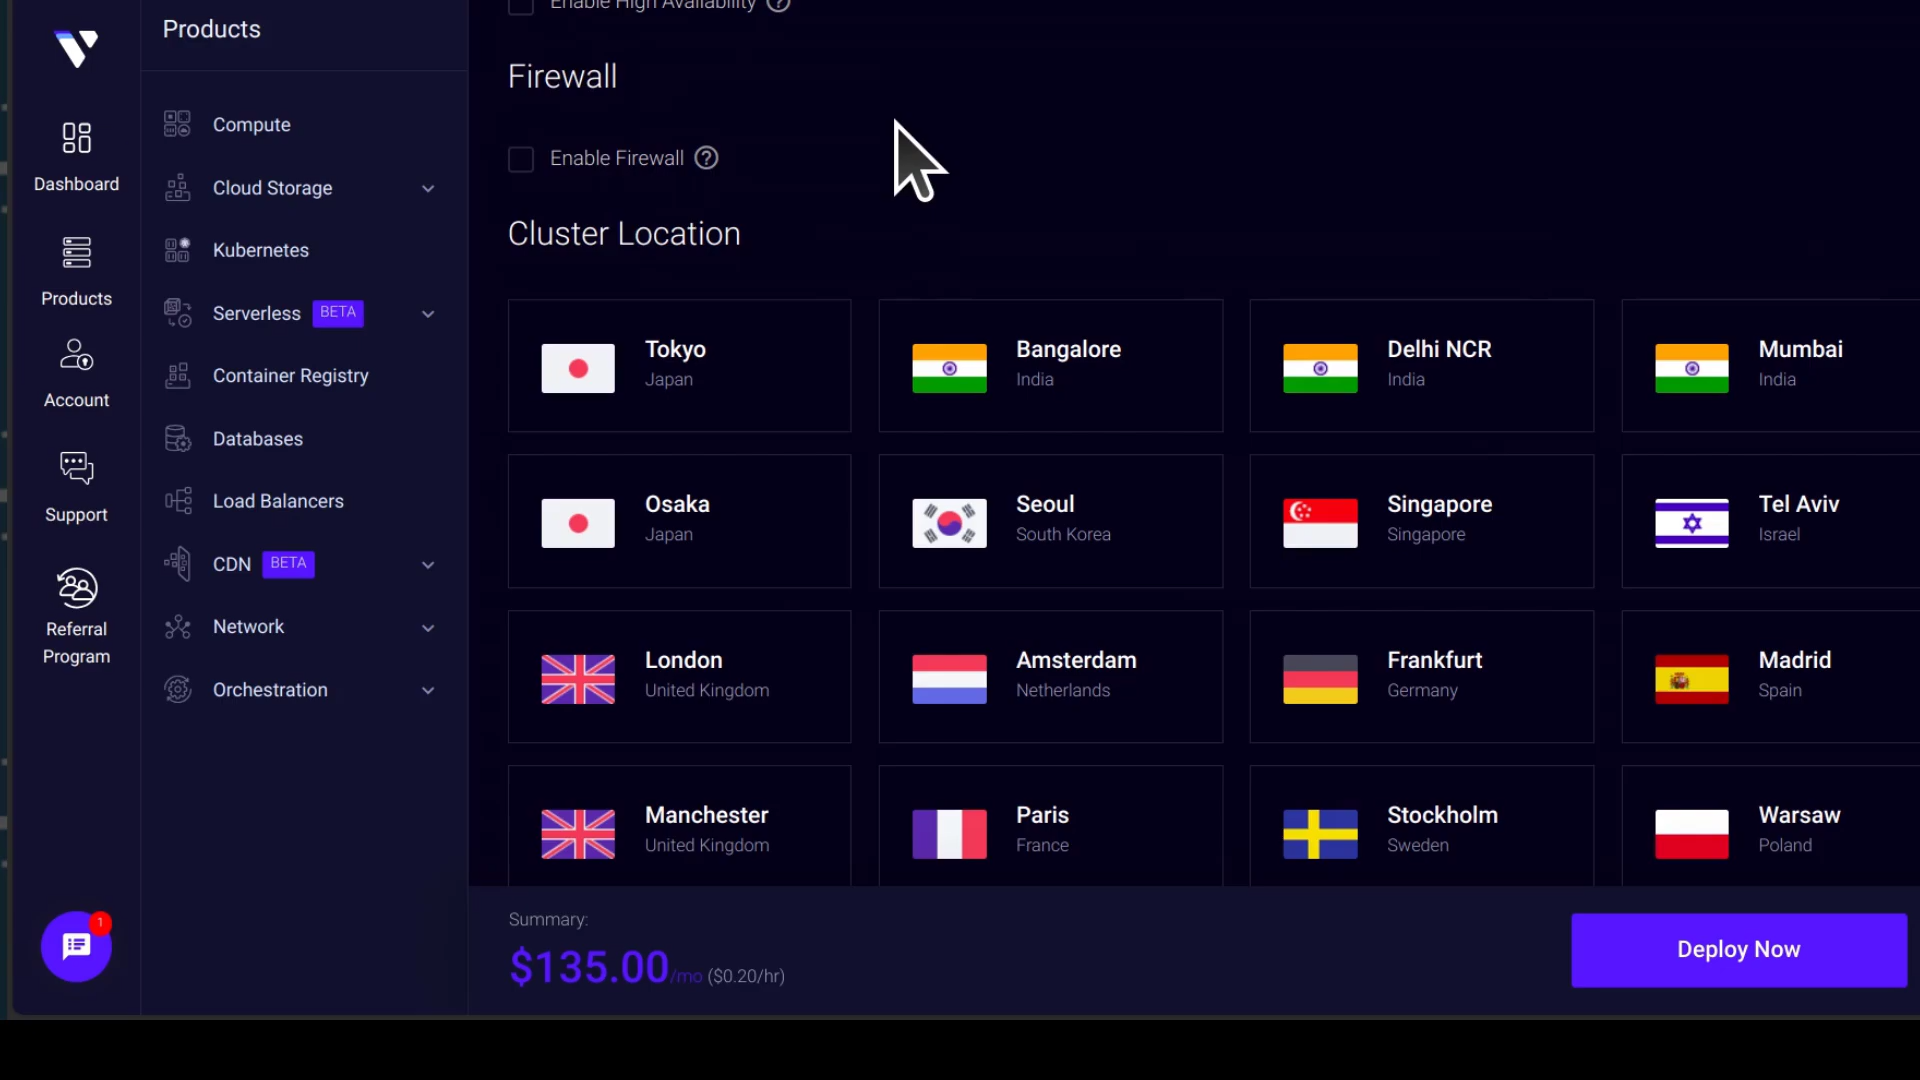 Products
Dashboard
Products
Account
Support
Referral
Program
1
Compute
Cloud Storage
Kubernetes
Serverless BETA
Container Registry
Databases
Load Balancers
CDN BETA
Network
Orchestration
Enable High Availability ?
Firewall
Enable Firewall ?
Cluster Location
Tokyo
Japan
Bangalore
India
Delhi NCR
India
Mumbai
India
Osaka
Japan
Seoul
South Korea
Singapore
Singapore
Tel Aviv
Israel
London
United Kingdom
Amsterdam
Netherlands
Frankfurt
Germany
Madrid
Spain
Manchester
United Kingdom
Paris
France
Stockholm
Sweden
Warsaw
Poland
Summary:
$135.00/mo ($0.20/hr)
Deploy Now